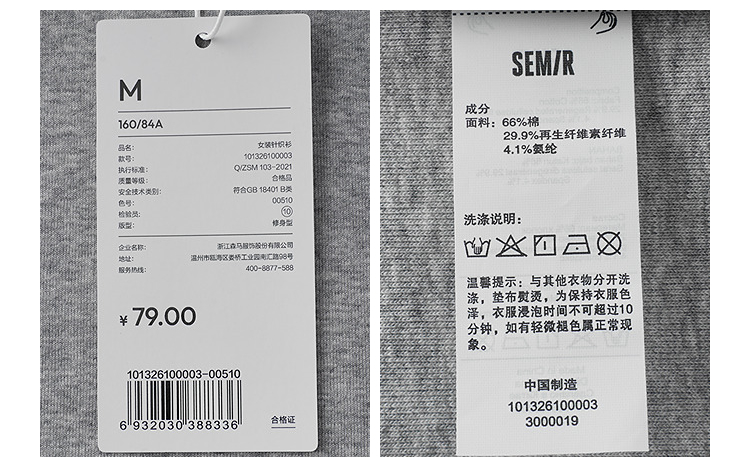 M
160/84A
品名: 女装针织衫
款号: 101326100003
执行标准: Q/ZSM 103-2021
质量等级: 合格品
安全技术类别: 符合GB 18401 B类
色号: 00510
检验员: 10
版型: 修身型
企业名称: 浙江森马服饰股份有限公司
地址: 温州市瓯海区娄桥工业园南汇路98号
服务热线: 400-8877-588
¥ 79.00
101326100003-00510
6 932030 388336
合格证
SEMIR
成分
面料: 66%棉
29.9%再生纤维素纤维
4.1%氨纶
洗涤说明:
温馨提示: 与其他衣物分开洗
涤, 垫布熨烫, 为保持衣服色
泽, 衣服浸泡时间不可超过10
分钟, 如有轻微褪色属正常现
象。
中国制造
101326100003
3000019